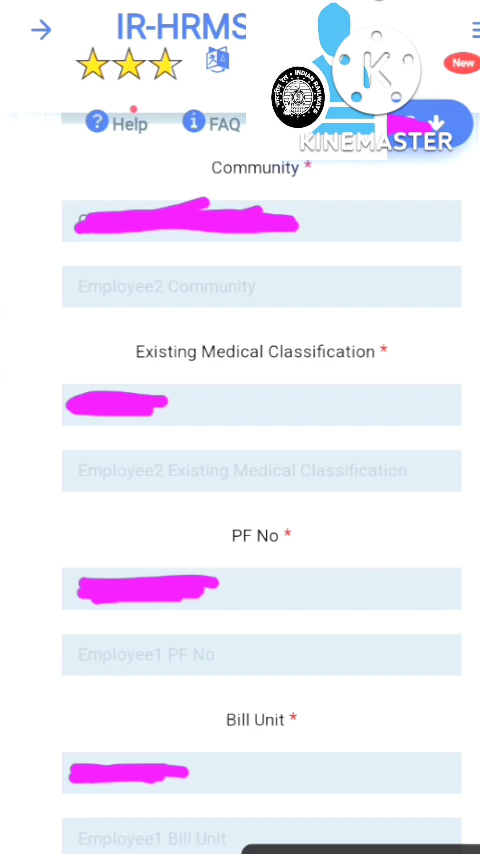 IR-HRMS
New
Help
FAQ
KINEMASTER
Community *
Employee2 Community
Existing Medical Classification *
Employee2 Existing Medical Classification
PF No *
Employee1 PF No
Bill Unit *
Employee1 Bill Unit